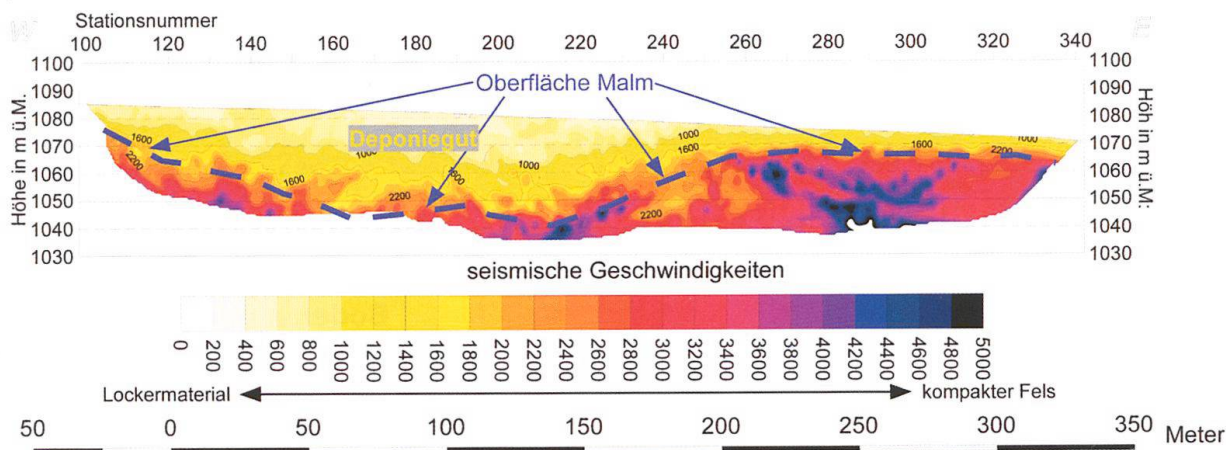 Stationsnummer
W E
100 120 140 160 180 200 220 240 260 280 300 320 340
1100 1100
1090 1090
1080 1080
1070 1070
1060 1060
1050 1050
1040 1040
1030 1030
Höhe in m ü.M.
Höh in m ü.M:
Oberfläche Malm
Deponiegut
1600 1000 1000
2200 1600 1600 2200
1000
1600 1600
2200 2200
seismische Geschwindigkeiten
0 200 400 600 800 1000 1200 1400 1600 1800 2000 2200 2400 2600 2800 3000 3200 3400 3600 3800 4000 4200 4400 4600 4800 5000
Lockermaterial kompakter Fels
50 0 50 100 150 200 250 300 350 Meter